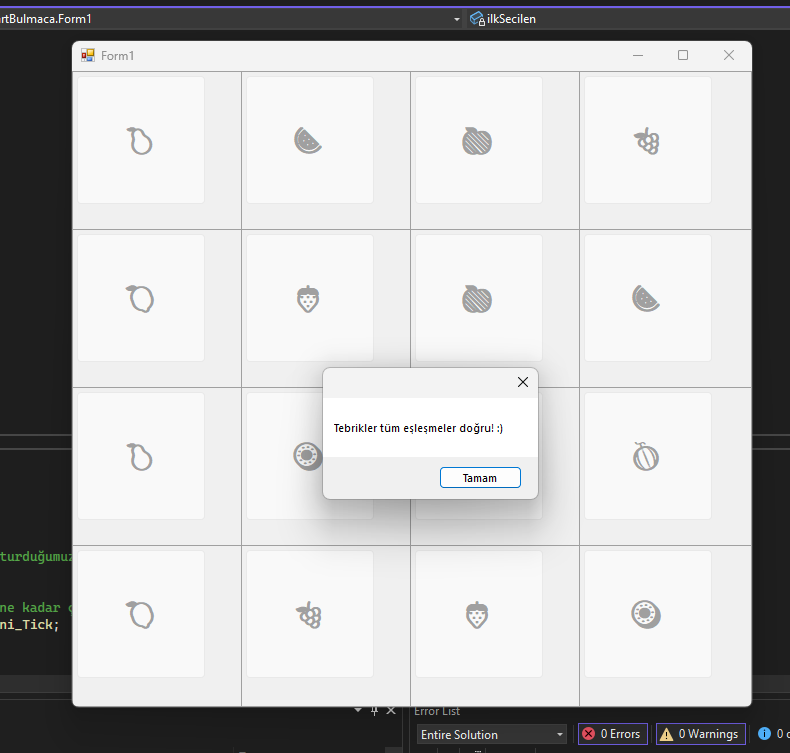 rtBulmaca.Form1
ilkSecilen
Form1
Tebrikler tüm eşleşmeler doğru! :)
Tamam
turduğumuz
ne kadar
ni_Tick;
Error List
Entire Solution
0 Errors
0 Warnings
0